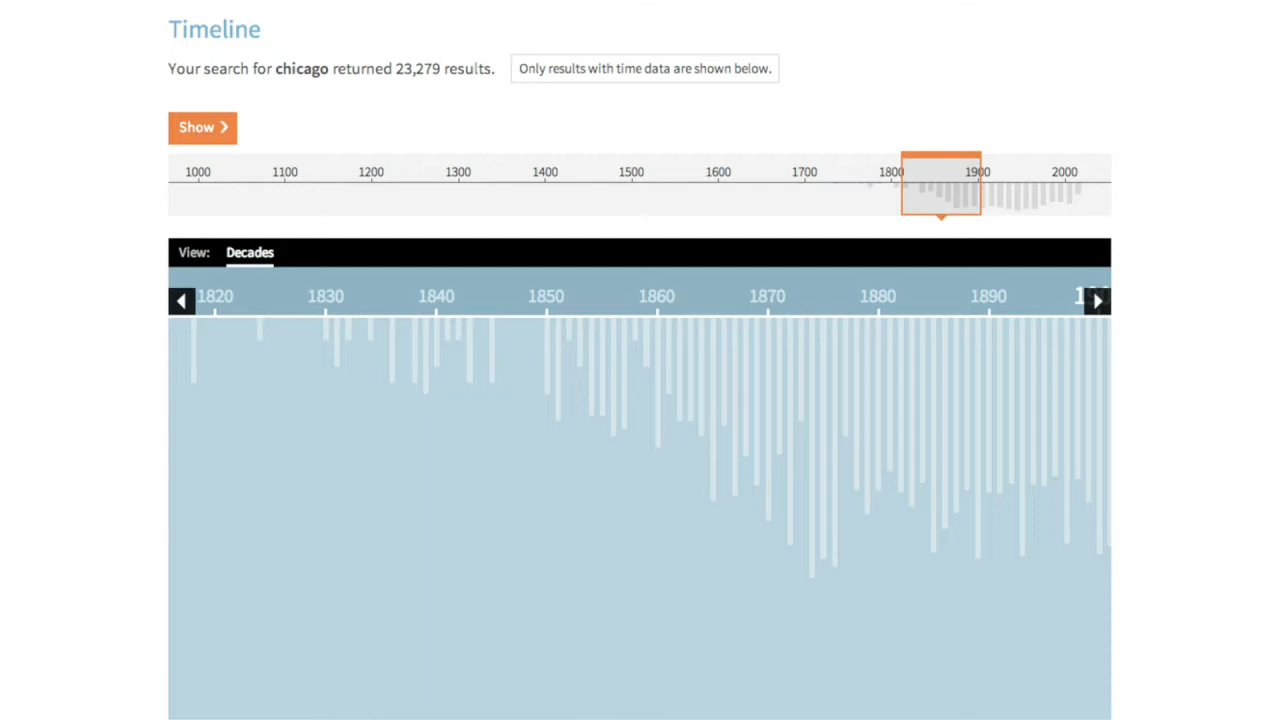 Timeline
Your search for chicago returned 23,279 results. Only results with time data are shown below.
Show
1000 1100 1200 1300 1400 1500 1600 1700 1800 1900 2000
View: Decades
1820 1830 1840 1850 1860 1870 1880 1890